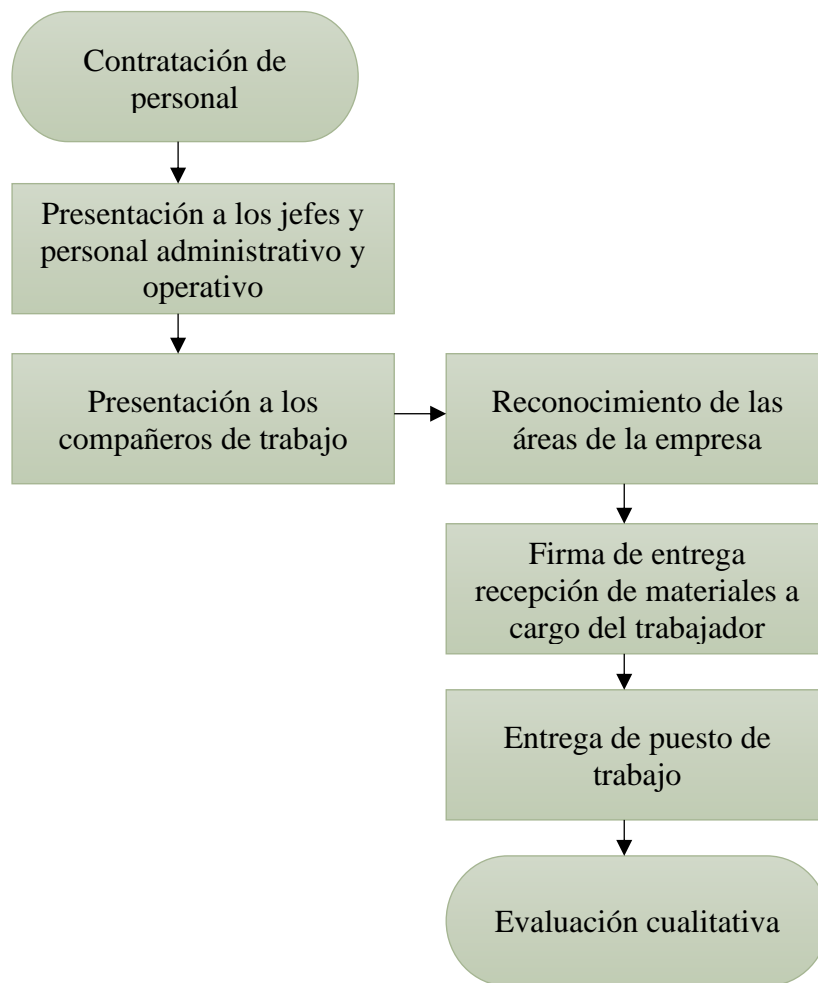 Contratación de
personal
Presentación a los jefes y
personal administrativo y
operativo
Presentación a los
compañeros de trabajo
Reconocimiento de las
áreas de la empresa
Firma de entrega
recepción de materiales a
cargo del trabajador
Entrega de puesto de
trabajo
Evaluación cualitativa